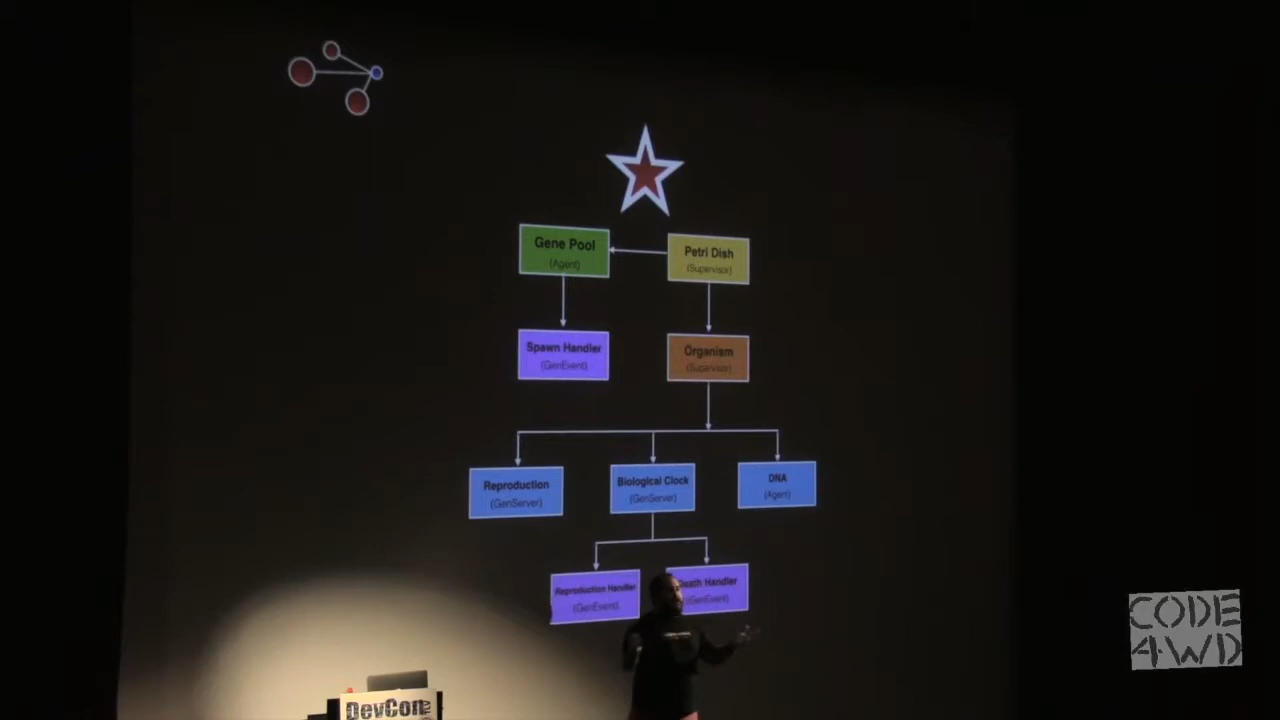 Gene Pool
(Agent)
Petri Dish
(Supervisor)
Spawn Handler
(GenEvent)
Organism
(Supervisor)
Reproduction
(GenServer)
Biological Clock
(GenServer)
DNA
(Agent)
Reproduction Handler
(GenEvent)
Death Handler
(GenEvent)
DevCon
CODE
4WD